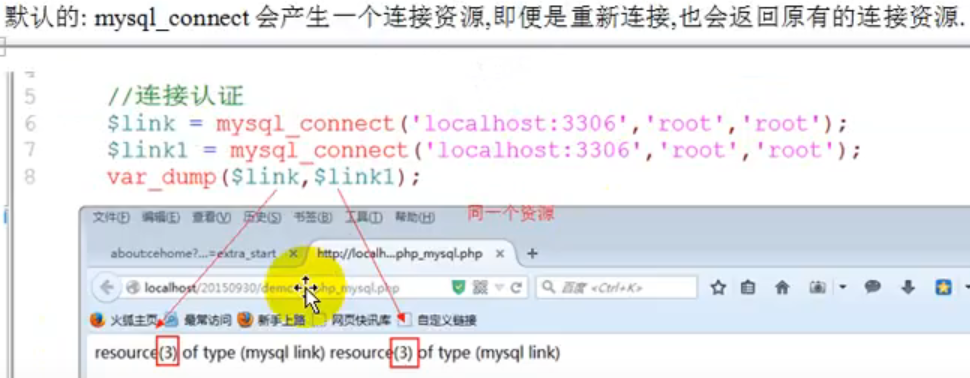 默认的: mysql_connect 会产生一个连接资源,即便是重新连接,也会返回原有的连接资源.
5 //连接认证
6 $link = mysql_connect('localhost:3306','root','root');
7 $link1 = mysql_connect('localhost:3306','root','root');
8 var_dump($link,$link1);
同一个资源
文件(F) 编辑(E) 查看(V) 历史(S) 书签(B) 工具(T) 帮助(H)
about:cehome?...=extra_start × http://localh...php_mysql.php × +
localhost/20150930/demo php_mysql.php 百度 <Ctrl+K>
火狐主页 最常访问 新手上路 网页快讯库 自定义链接
resource(3) of type (mysql link) resource(3) of type (mysql link)